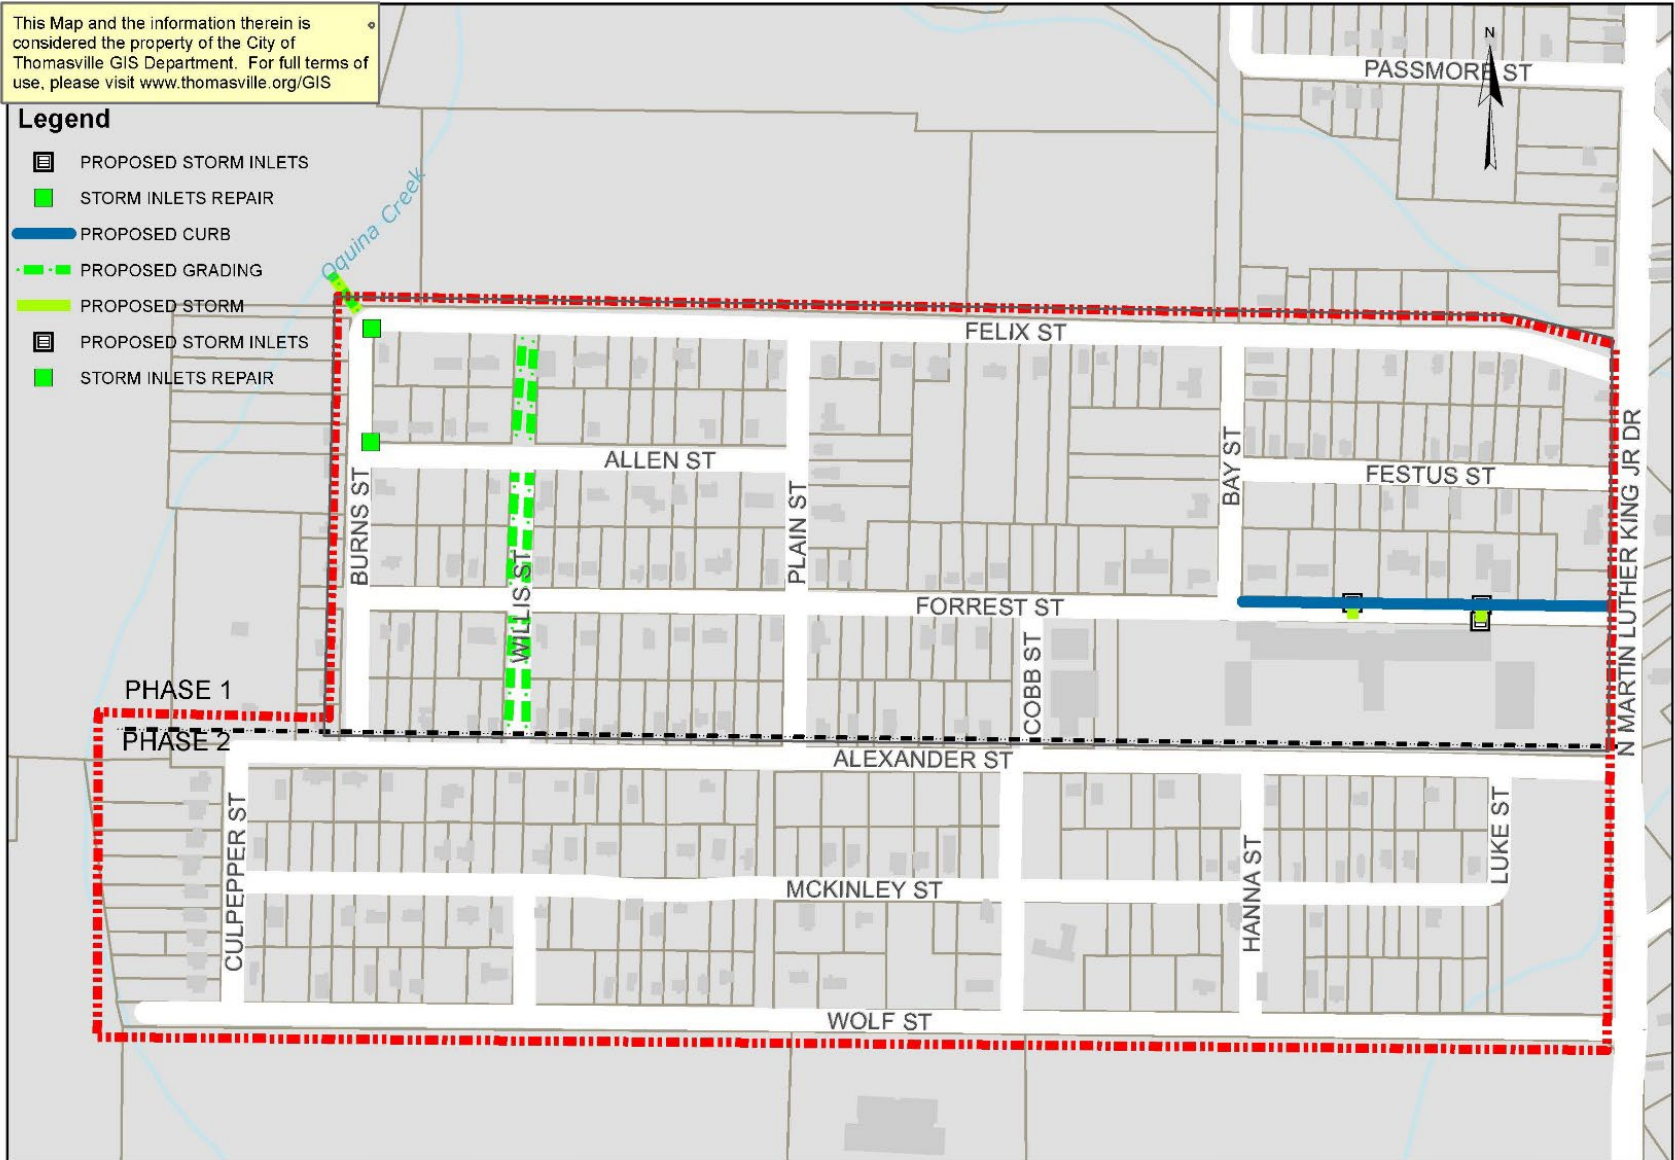 This Map and the information therein is
considered the property of the City of
Thomasville GIS Department. For full terms of
use, please visit www.thomasville.org/GIS
Legend
PROPOSED STORM INLETS
STORM INLETS REPAIR
PROPOSED CURB
PROPOSED GRADING
PROPOSED STORM
PROPOSED STORM INLETS
STORM INLETS REPAIR
N
PASSMORE ST
Oquina Creek
FELIX ST
ALLEN ST
FESTUS ST
BURNS ST
WILLIS ST
PLAIN ST
BAY ST
N MARTIN LUTHER KING JR DR
FORREST ST
COBB ST
PHASE 1
PHASE 2
ALEXANDER ST
CULPEPPER ST
MCKINLEY ST
HANNA ST
LUKE ST
WOLF ST